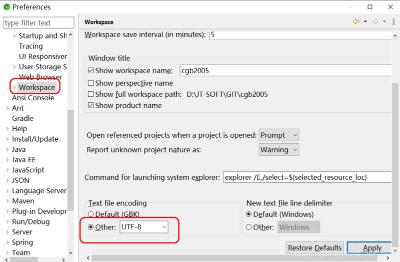 Preferences
type filter text
Startup and Sh
Tracing
UI Responsiver
User Storage S
Web Browser
Workspace
Ansi Console
Ant
Gradle
Help
Install/Update
Java
Java EE
JavaScript
JSON
Language Server
Maven
Plug-in Develop
Run/Debug
Server
Spring
Team
Workspace
Workspace save interval (in minutes): 5
Window title
Show workspace name: cgb2005
Show perspective name
Show full workspace path: D:\JT-SOFT\GIT\cgb2005
Show product name
Open referenced projects when a project is opened: Prompt
Report unknown project nature as: Warning
Command for launching system explorer: explorer /E,/select=${selected_resource_loc}
Text file encoding
Default (GBK)
Other: UTF-8
New text file line delimiter
Default (Windows)
Other: Windows
Restore Defaults
Apply